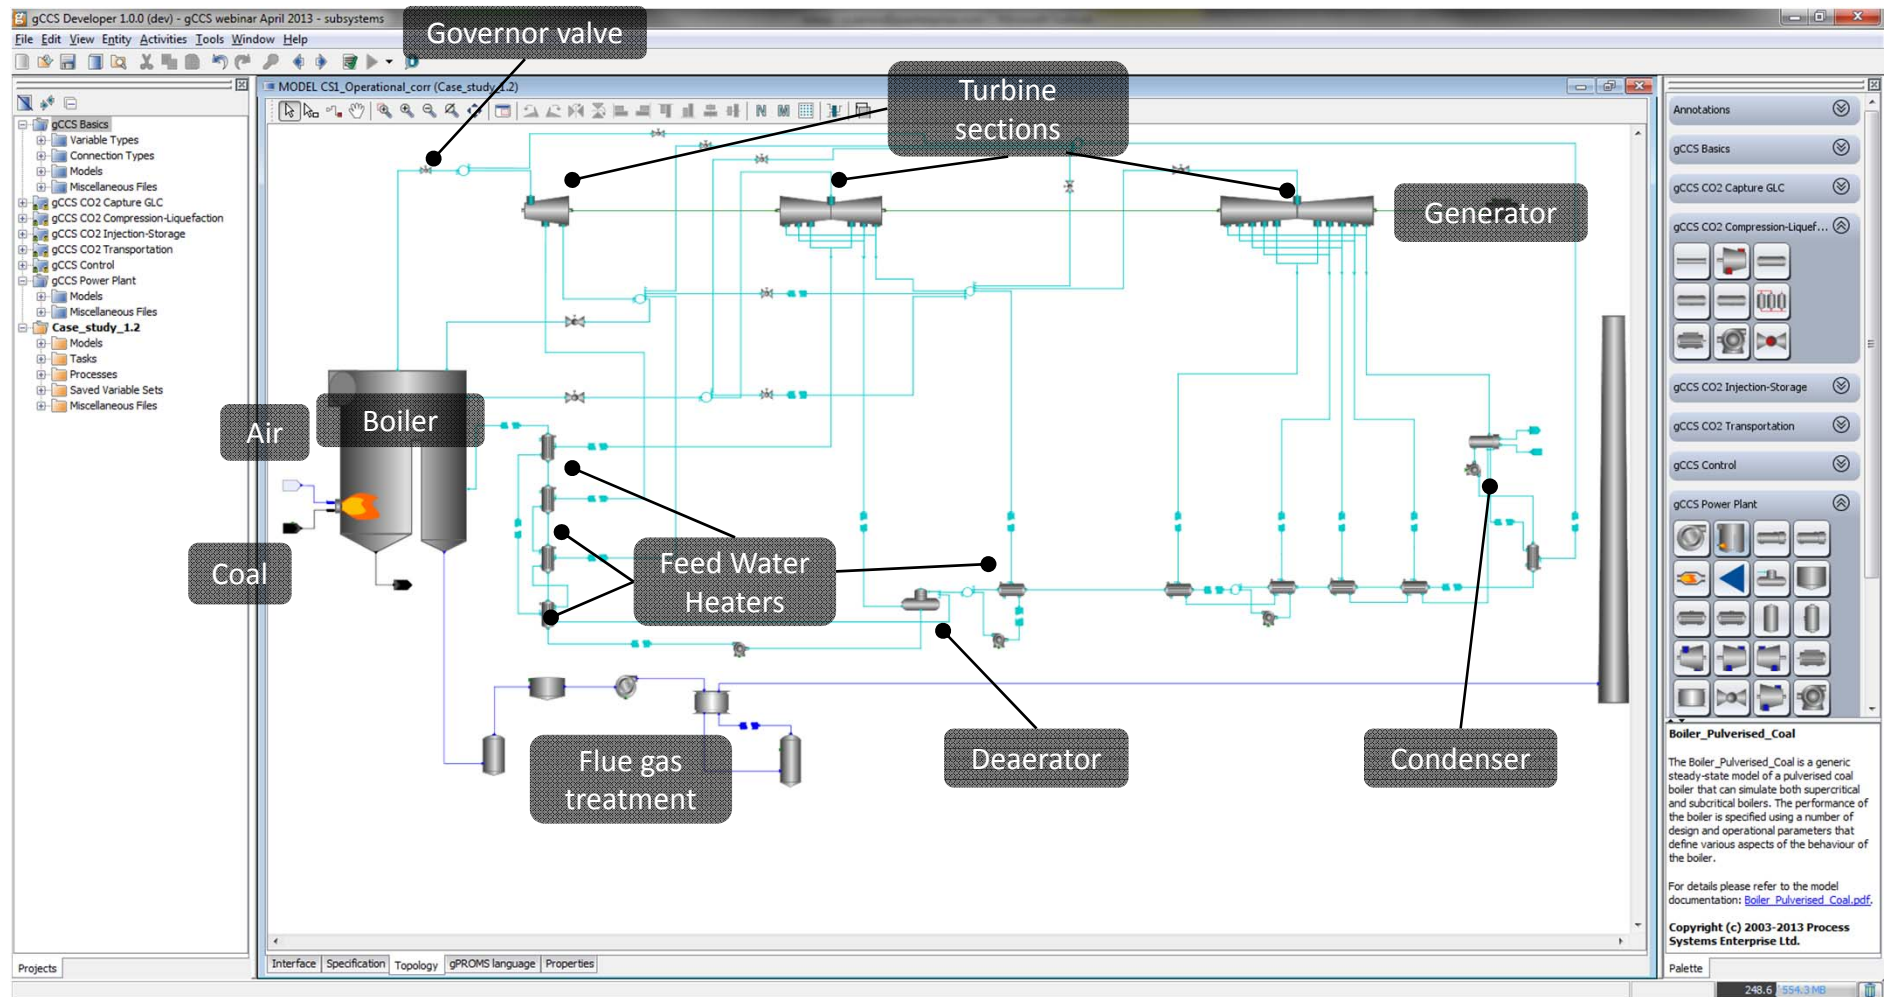 gCCS Developer 1.0.0 (dev) - gCCS webinar April 2013 - subsystems
File Edit View Entity Activities Tools Window Help
Governor valve
MODEL CS1_Operational_corr (Case_study_1.2)
gCCS Basics
Variable Types
Connection Types
Models
Miscellaneous Files
gCCS CO2 Capture GLC
gCCS CO2 Compression-Liquefaction
gCCS CO2 Injection-Storage
gCCS CO2 Transportation
gCCS Control
gCCS Power Plant
Models
Miscellaneous Files
Case_study_1.2
Models
Tasks
Processes
Saved Variable Sets
Miscellaneous Files
Projects
Turbine
sections
Generator
Air
Boiler
Coal
Feed Water
Heaters
Flue gas
treatment
Deaerator
Condenser
Interface Specification Topology gPROMS language Properties
Annotations
gCCS Basics
gCCS CO2 Capture GLC
gCCS CO2 Compression-Liquef...
gCCS CO2 Injection-Storage
gCCS CO2 Transportation
gCCS Control
gCCS Power Plant
Boiler_Pulverised_Coal
The Boiler_Pulverised_Coal is a generic
steady-state model of a pulverised coal
boiler that can simulate both supercritical
and subcritical boilers. The performance of
the boiler is specified using a number of
design and operational parameters that
define various aspects of the behaviour of
the boiler.
For details please refer to the model
documentation: Boiler_Pulverised_Coal.pdf.
Copyright (c) 2003-2013 Process
Systems Enterprise Ltd.
Palette
248.6 554.3 MB